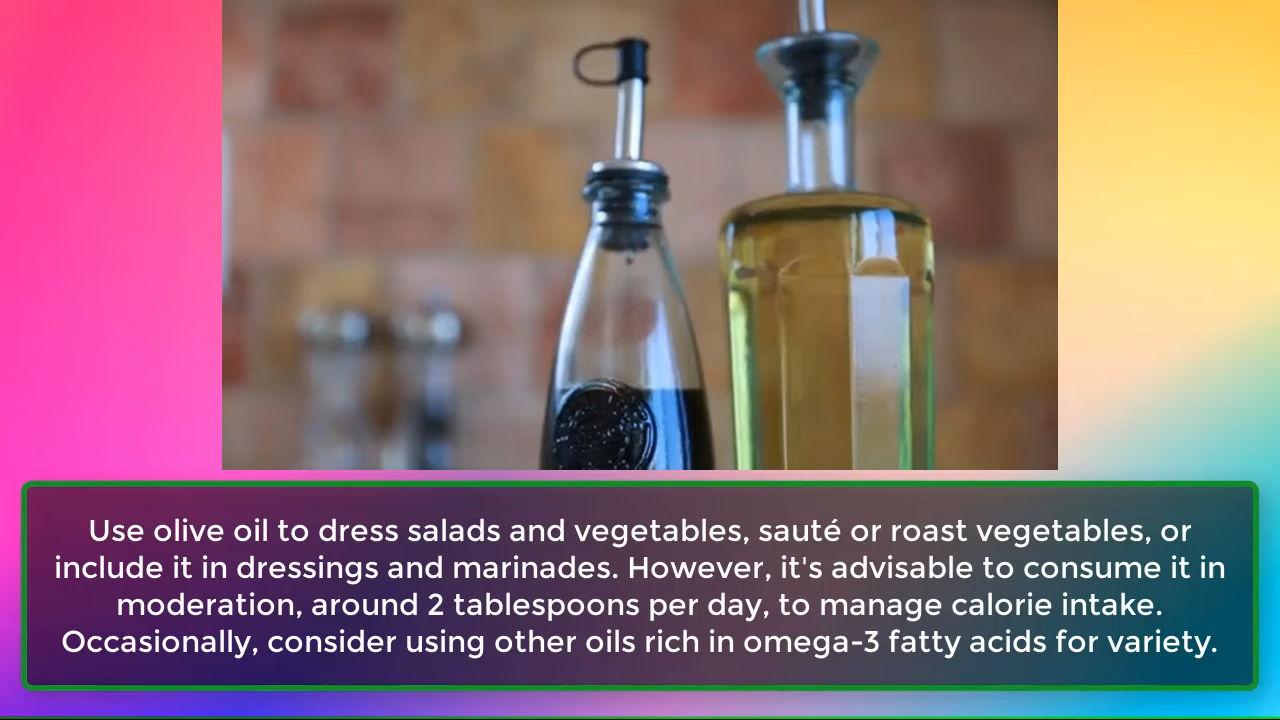 Use olive oil to dress salads and vegetables, sauté or roast vegetables, or
include it in dressings and marinades. However, it's advisable to consume it in
moderation, around 2 tablespoons per day, to manage calorie intake.
Occasionally, consider using other oils rich in omega-3 fatty acids for variety.